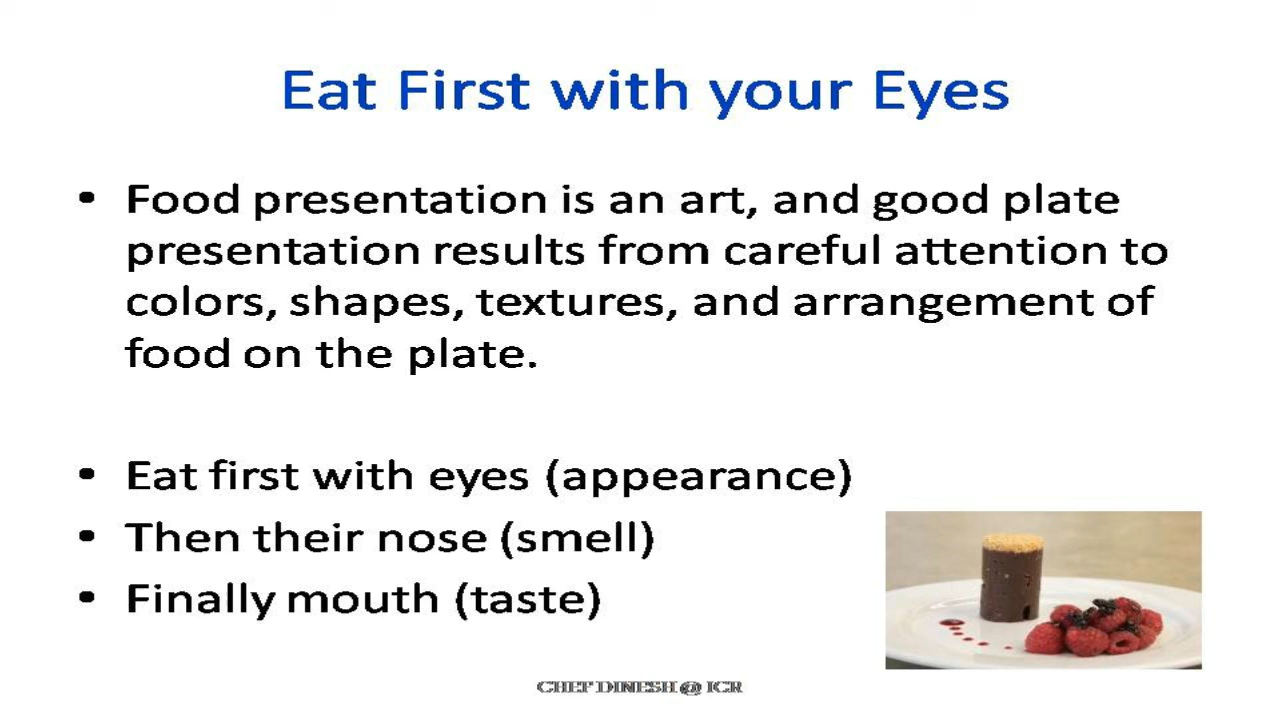 Eat First with your Eyes
• Food presentation is an art, and good plate
presentation results from careful attention to
colors, shapes, textures, and arrangement of
food on the plate.
• Eat first with eyes (appearance)
• Then their nose (smell)
• Finally mouth (taste)
CHEF DINESH @ ICR